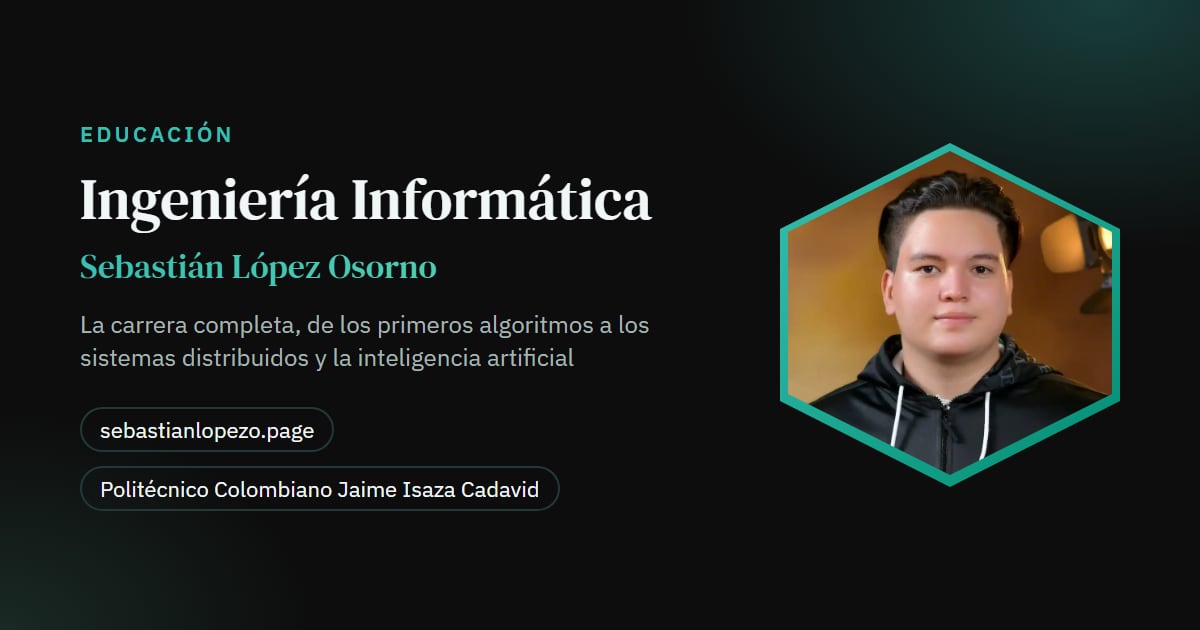 EDUCACIÓN
Ingeniería Informática
Sebastián López Osorno
La carrera completa, de los primeros algoritmos a los
sistemas distribuidos y la inteligencia artificial
sebastianlopezo.page
Politécnico Colombiano Jaime Isaza Cadavid